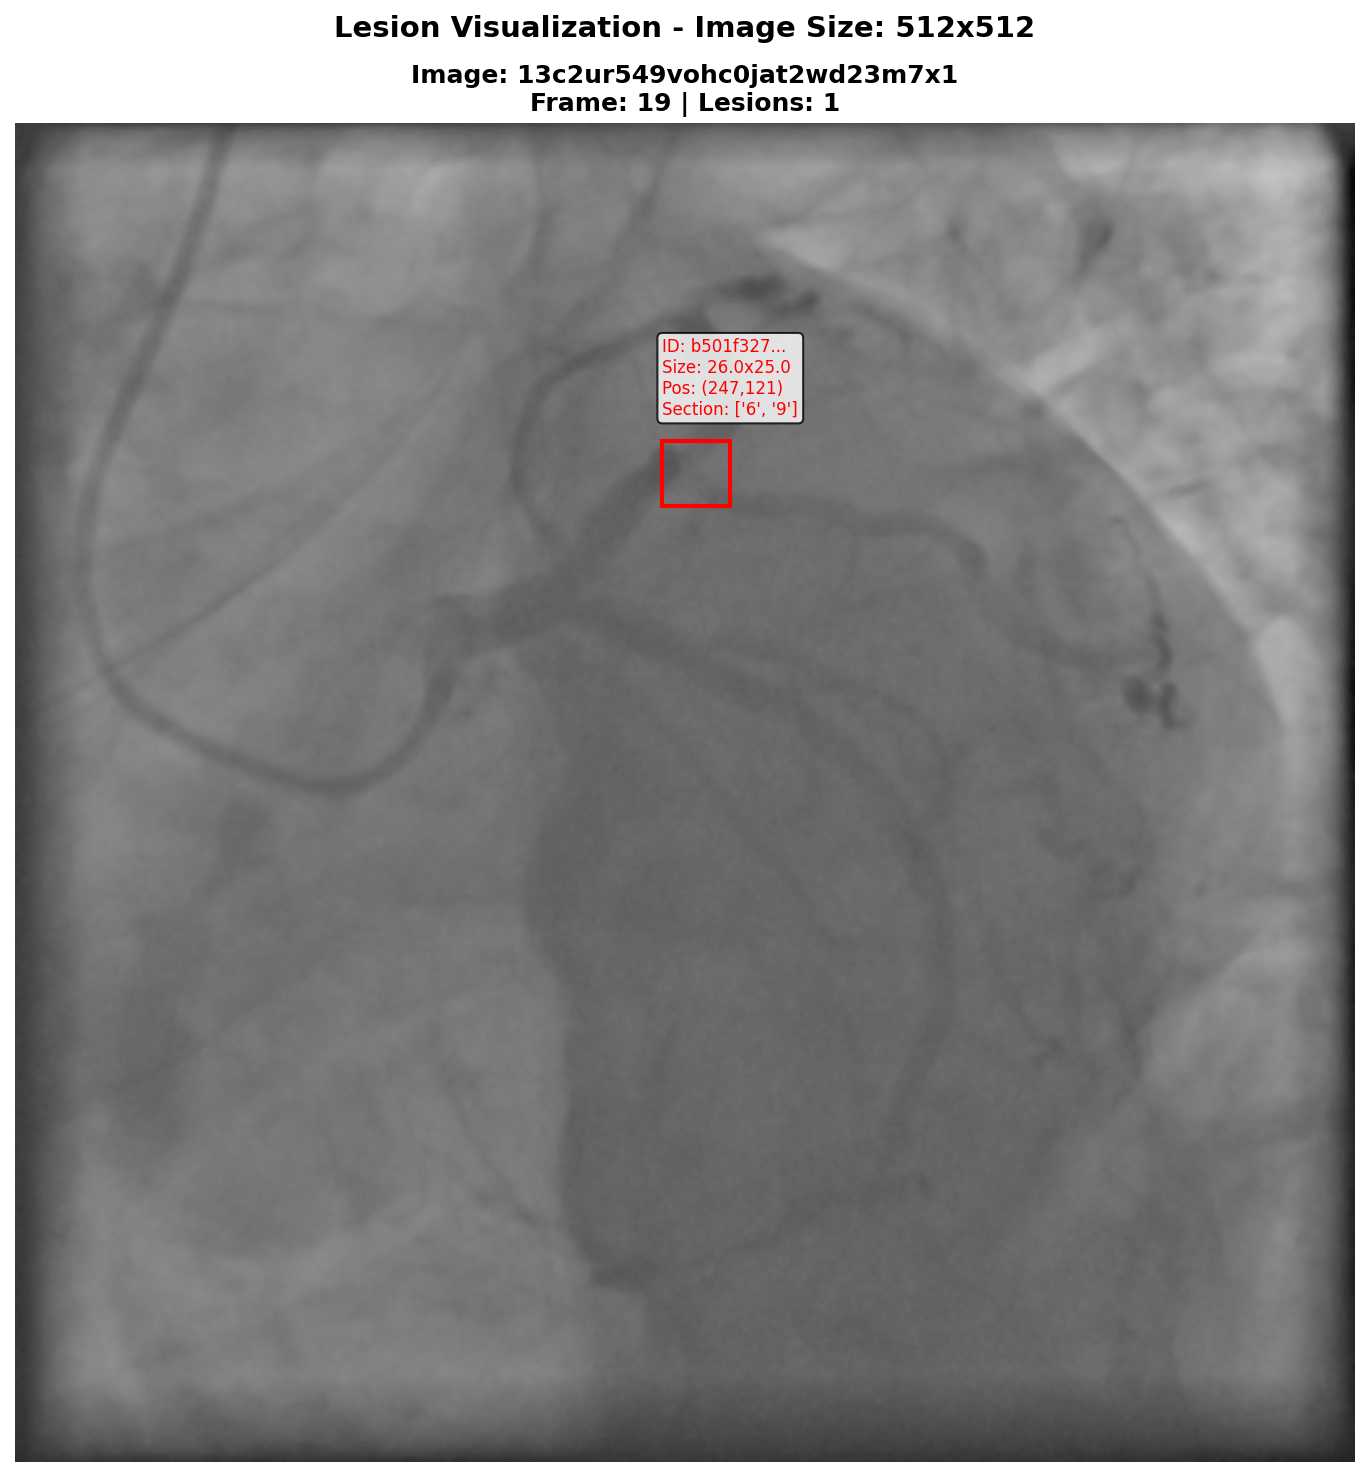 Lesion Visualization - Image Size: 512x512
Image: 13c2ur549vohc0jat2wd23m7x1
Frame: 19 | Lesions: 1
ID: b501f327...
Size: 26.0x25.0
Pos: (247,121)
Section: ['6', '9']